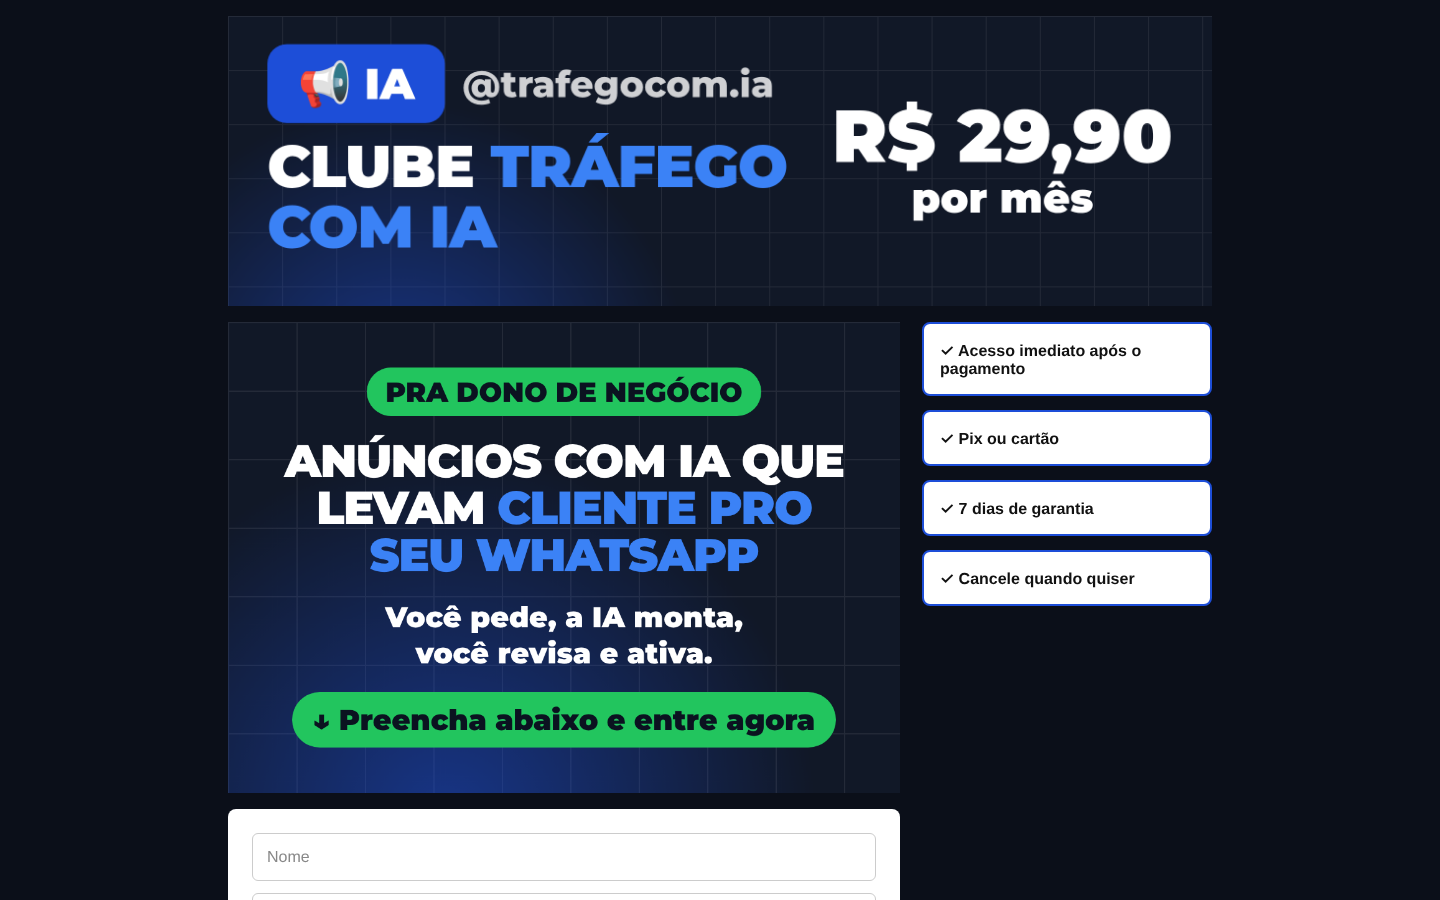 IA
@trafegocom.ia
CLUBE TRÁFEGO
COM IA
R$ 29,90
por mês
PRA DONO DE NEGÓCIO
ANÚNCIOS COM IA QUE
LEVAM CLIENTE PRO
SEU WHATSAPP
Você pede, a IA monta,
você revisa e ativa.
↓ Preencha abaixo e entre agora
✓ Acesso imediato após o
pagamento
✓ Pix ou cartão
✓ 7 dias de garantia
✓ Cancele quando quiser
Nome